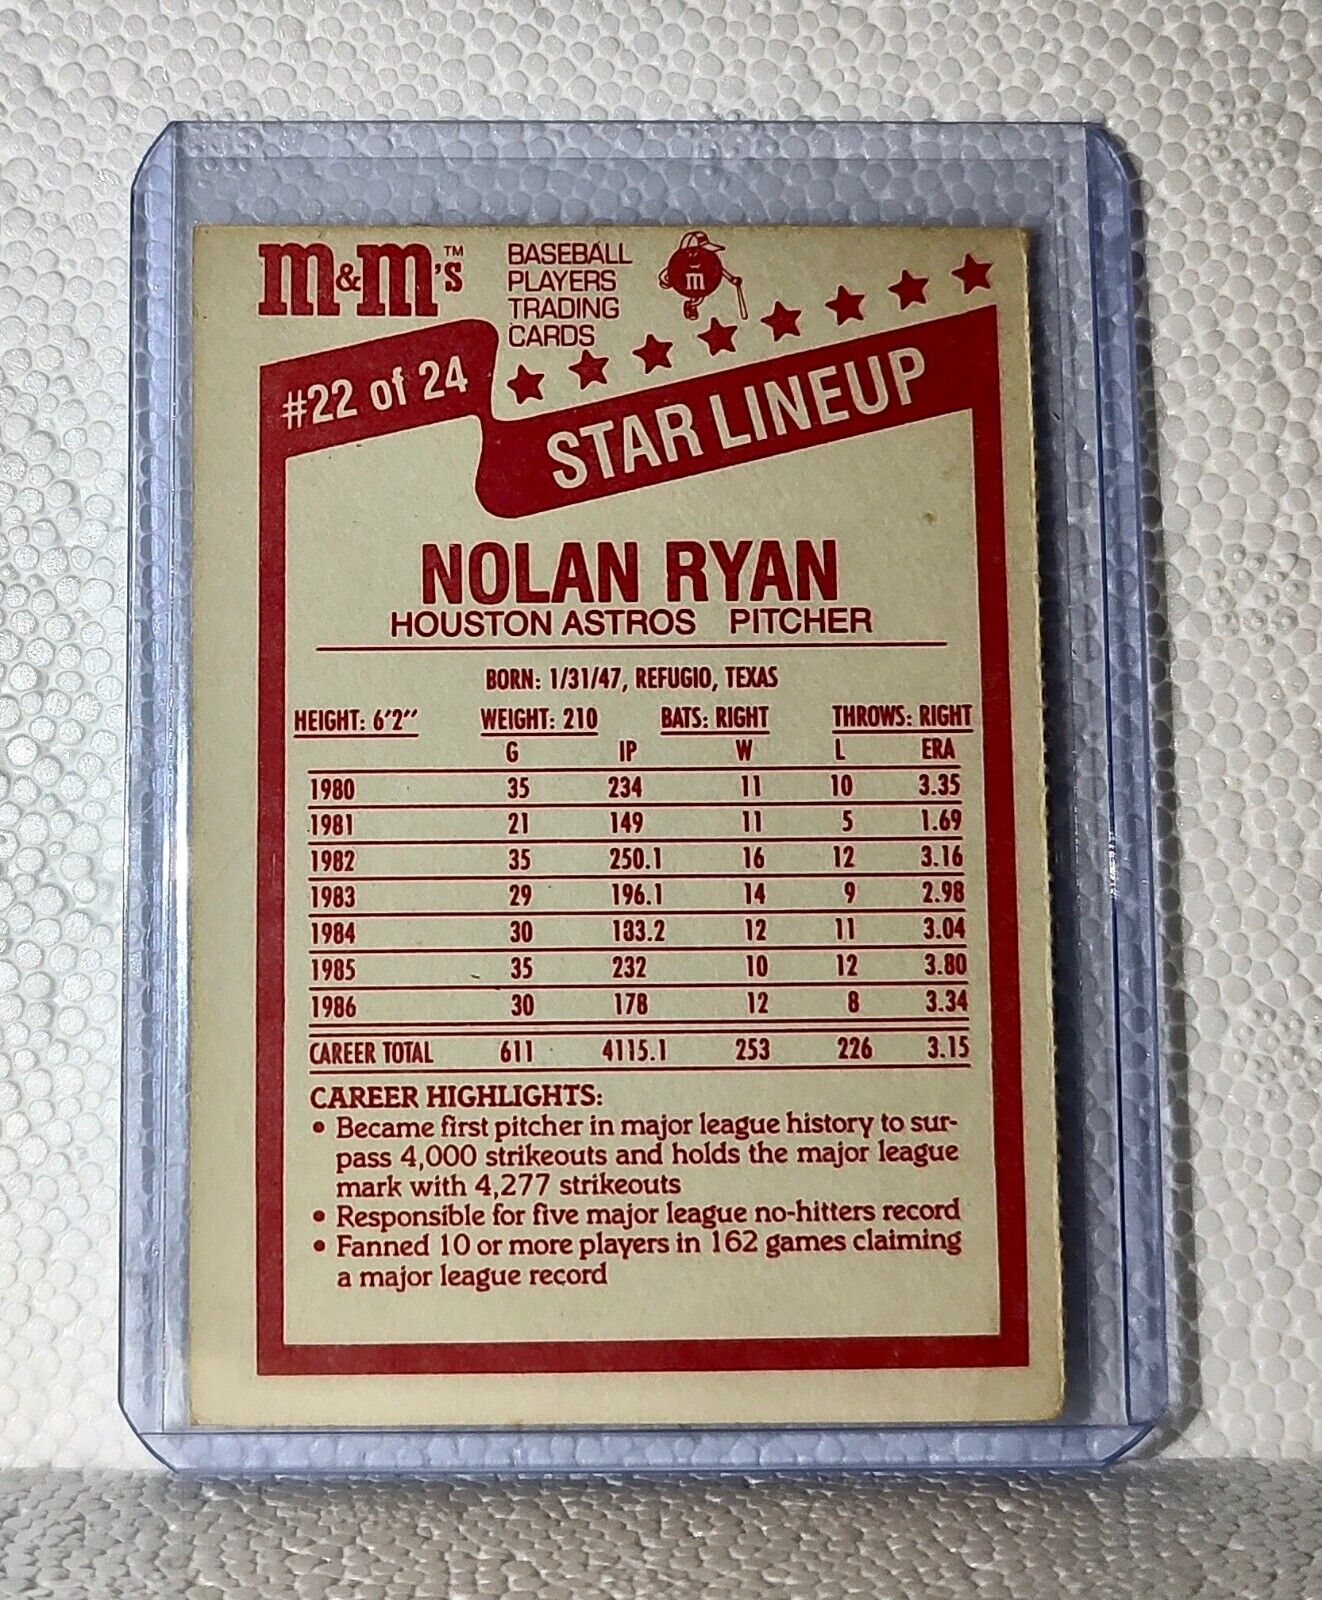 m&m's™
BASEBALL
PLAYERS
TRADING
CARDS
m
#22 of 24
STAR LINEUP
NOLAN RYAN
HOUSTON ASTROS PITCHER
BORN: 1/31/47, REFUGIO, TEXAS
HEIGHT: 6'2" WEIGHT: 210 BATS: RIGHT THROWS: RIGHT
G IP W L ERA
1980 35 234 11 10 3.35
1981 21 149 11 5 1.69
1982 35 250.1 16 12 3.16
1983 29 196.1 14 9 2.98
1984 30 183.2 12 11 3.04
1985 35 232 10 12 3.80
1986 30 178 12 8 3.34
CAREER TOTAL 611 4115.1 253 226 3.15
CAREER HIGHLIGHTS:
• Became first pitcher in major league history to sur-
pass 4,000 strikeouts and holds the major league
mark with 4,277 strikeouts
• Responsible for five major league no-hitters record
• Fanned 10 or more players in 162 games claiming
a major league record